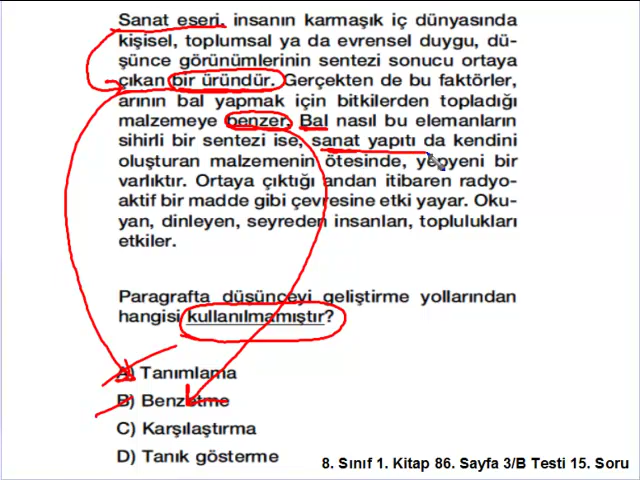 Sanat eseri, insanın karmaşık iç dünyasında
kişisel, toplumsal ya da evrensel duygu, dü-
şünce görünümlerinin sentezi sonucu ortaya
çıkan bir üründür. Gerçekten de bu faktörler,
arının bal yapmak için bitkilerden topladığı
malzemeye benzer. Bal nasıl bu elemanların
sihirli bir sentezi ise, sanat yapıtı da kendini
oluşturan malzemenin ötesinde, yepyeni bir
varlıktır. Ortaya çıktığı andan itibaren radyo-
aktif bir madde gibi çevresine etki yayar. Oku-
yan, dinleyen, seyreden insanları, toplulukları
etkiler.
Paragrafta düşünceyi geliştirme yollarından
hangisi kullanılmamıştır?
A) Tanımlama
B) Benzetme
C) Karşılaştırma
D) Tanık gösterme
8. Sınıf 1. Kitap 86. Sayfa 3/B Testi 15. Soru